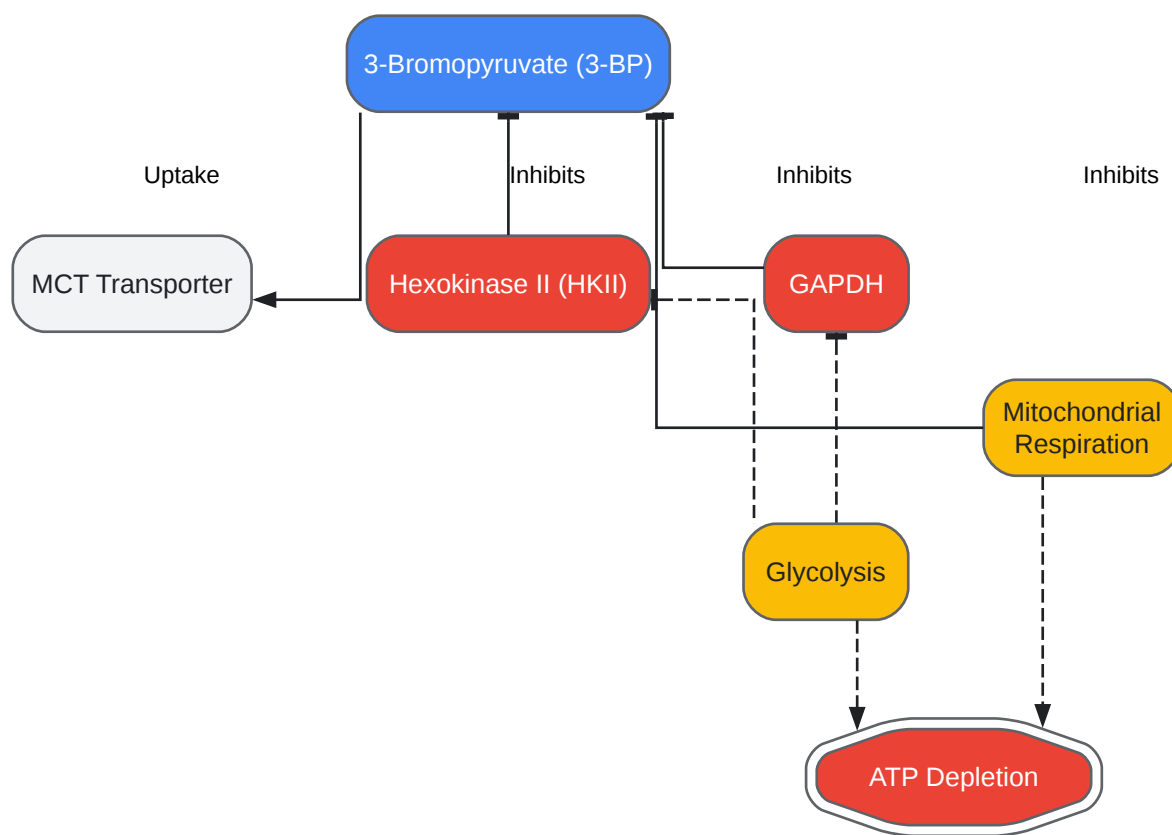 3-Bromopyruvate (3-BP)
Uptake
Inhibits
Inhibits
Inhibits
MCT Transporter
Hexokinase II (HKII)
GAPDH
Mitochondrial
Respiration
Glycolysis
ATP Depletion